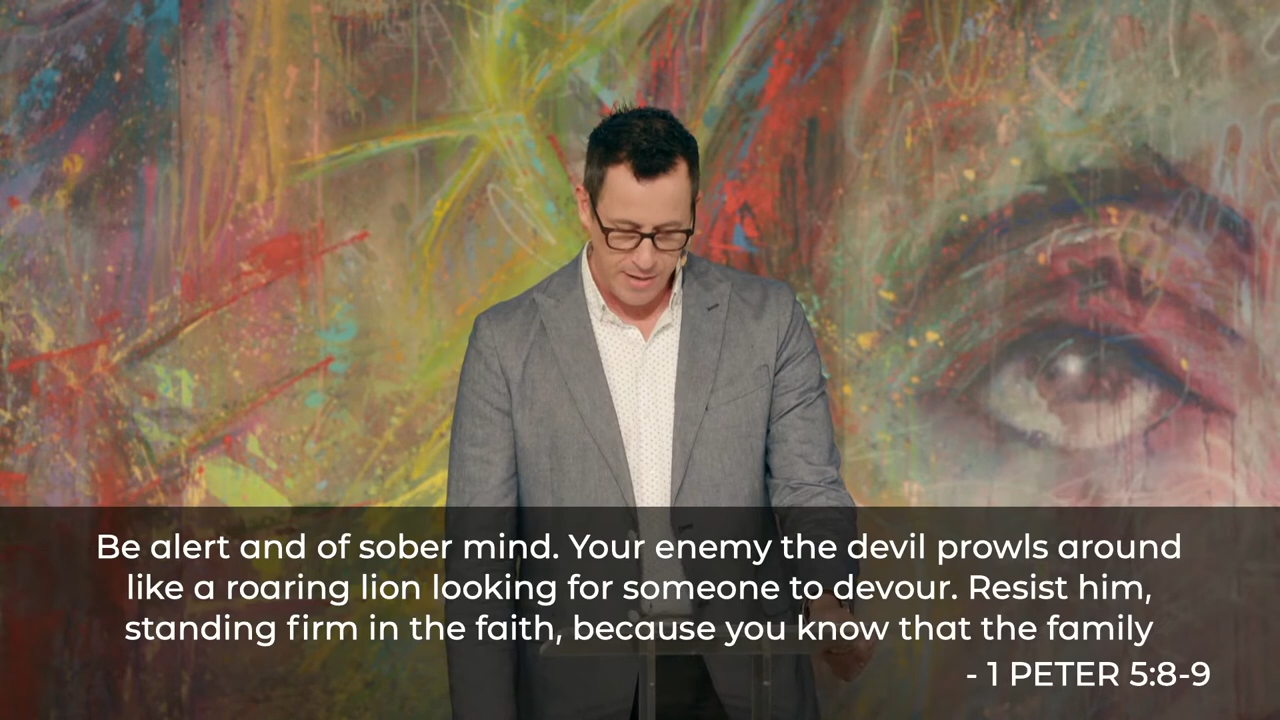 Be alert and of sober mind. Your enemy the devil prowls around
like a roaring lion looking for someone to devour. Resist him,
standing firm in the faith, because you know that the family
- 1 PETER 5:8-9